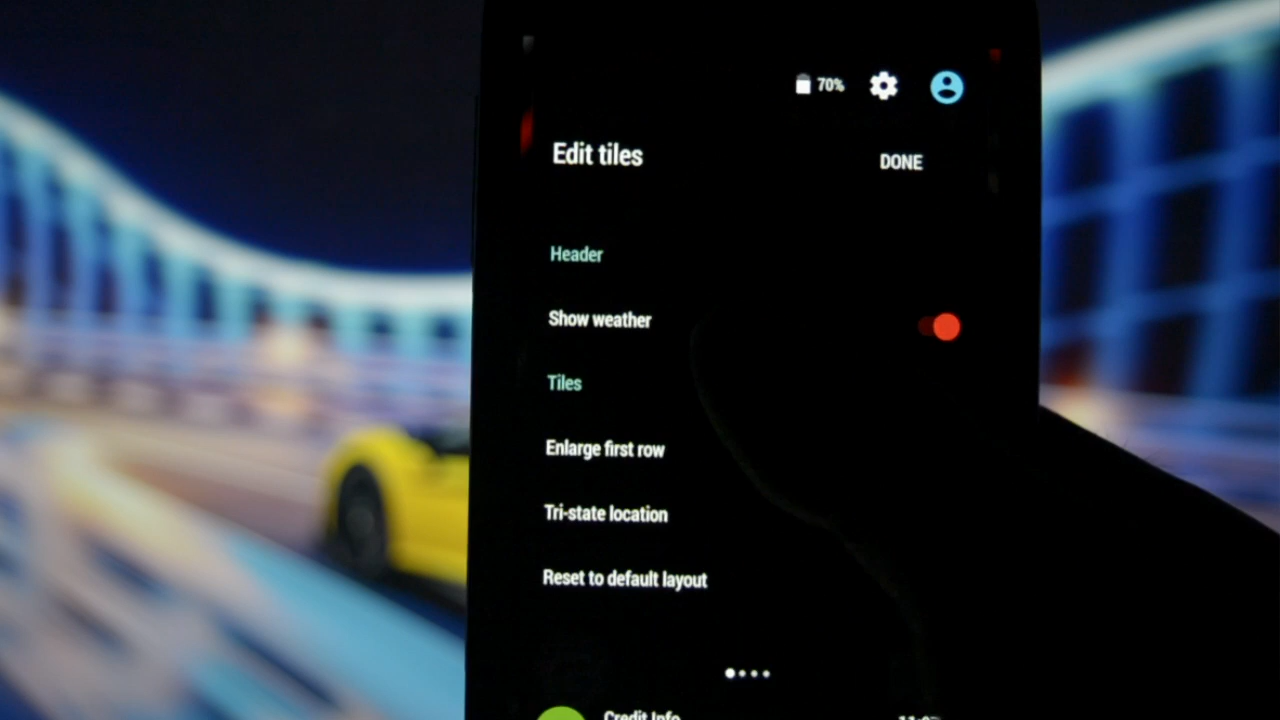 70%
Edit tiles
DONE
Header
Show weather
Tiles
Enlarge first row
Tri-state location
Reset to default layout
Credit Info